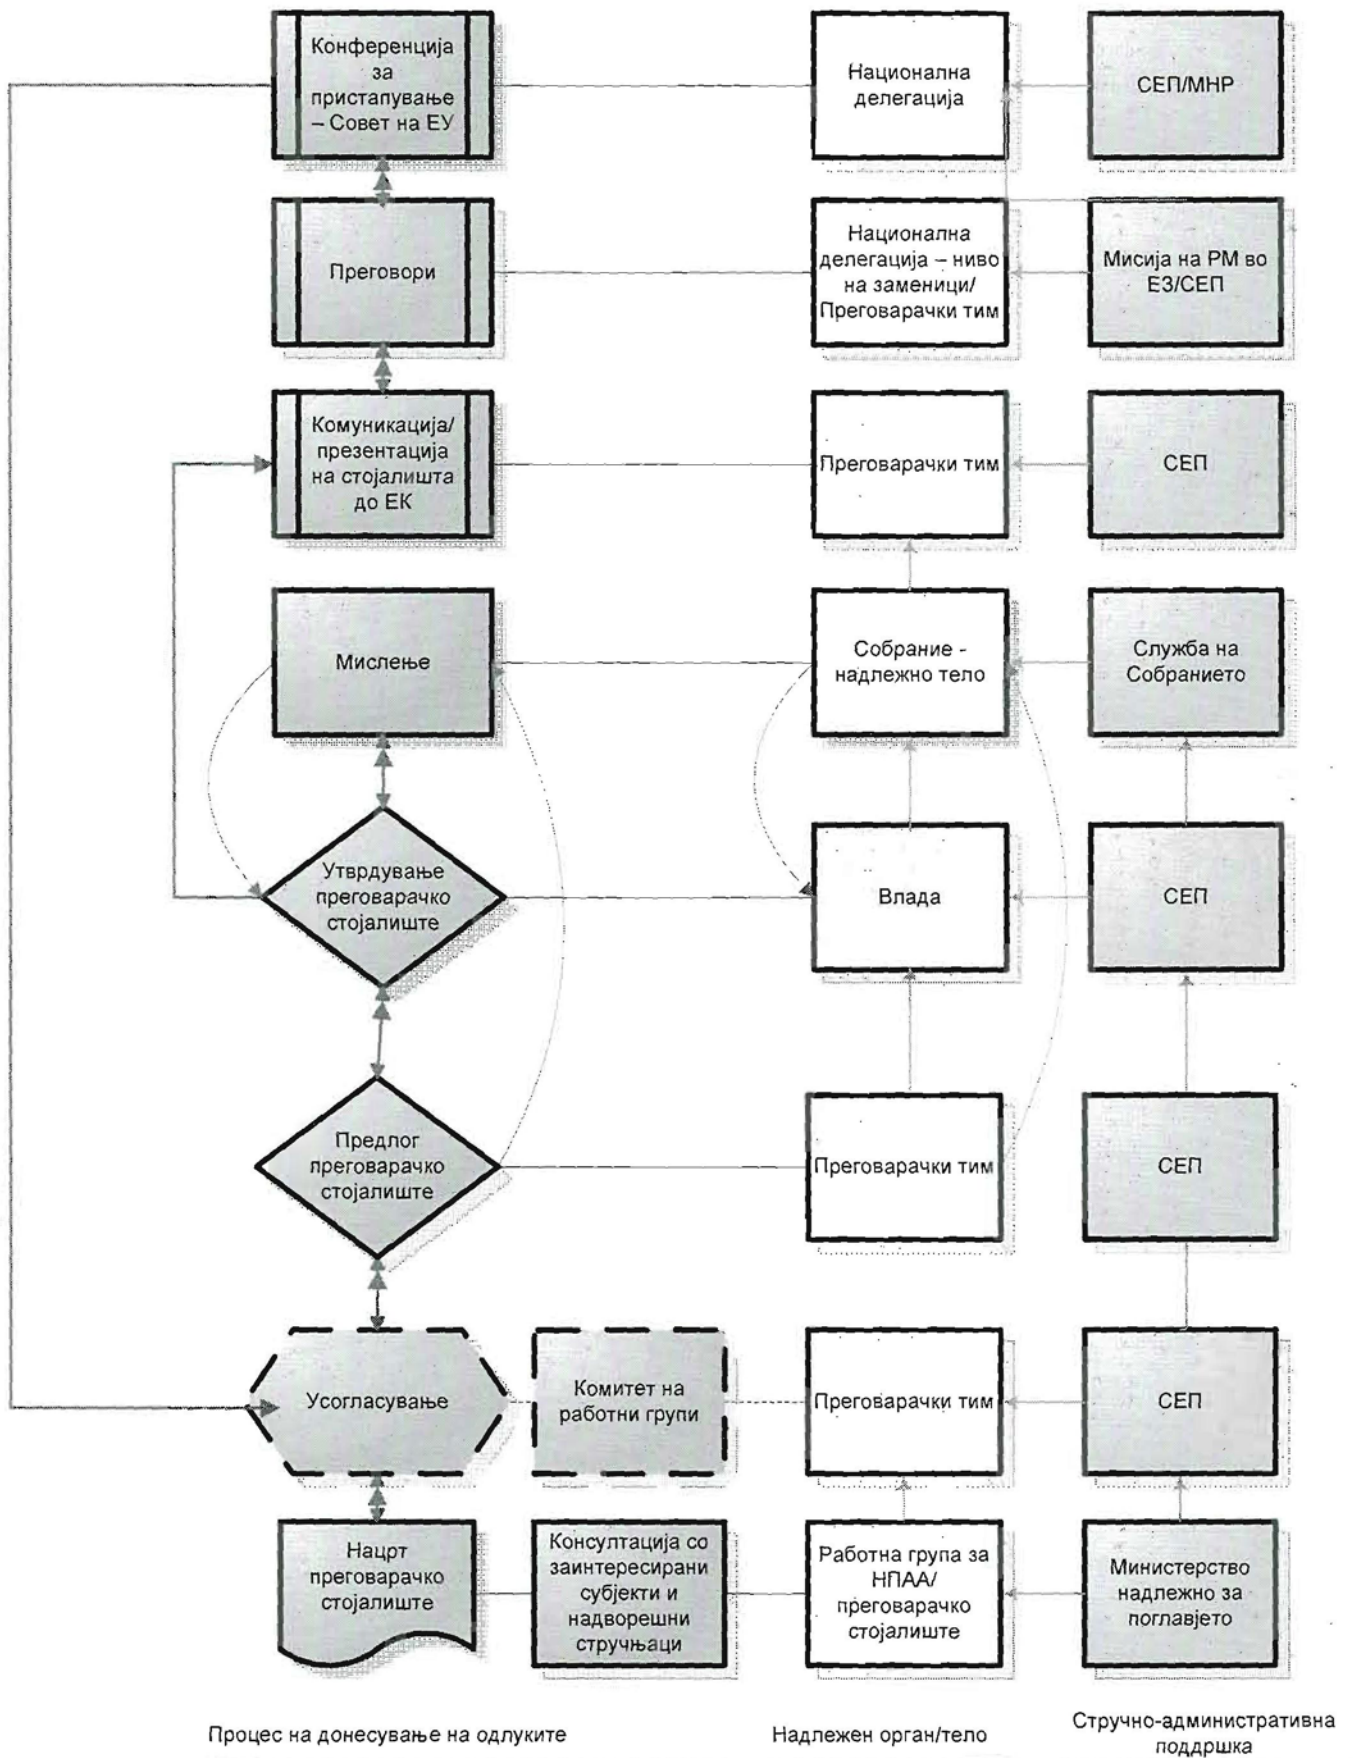 Конференција
за
пристапување
– Совет на ЕУ
Национална
делегација
СЕП/МНР
Преговори
Национална
делегација – ниво
на заменици/
Преговарачки тим
Мисија на РМ во
ЕЗ/СЕП
Комуникација/
презентација
на стојалишта
до ЕК
Преговарачки тим
СЕП
Мислење
Собрание -
надлежно тело
Служба на
Собранието
Утврдување
преговарачко
стојалиште
Влада
СЕП
Предлог
преговарачко
стојалиште
Преговарачки тим
СЕП
Усогласување
Комитет на
работни групи
Преговарачки тим
СЕП
Нацрт
преговарачко
стојалиште
Консултација со
заинтересирани
субјекти и
надворешни
стручњаци
Работна група за
НПАА/
преговарачко
стојалиште
Министерство
надлежно за
поглавјето
Процес на донесување на одлуките
Надлежен орган/тело
Стручно-административна
поддршка